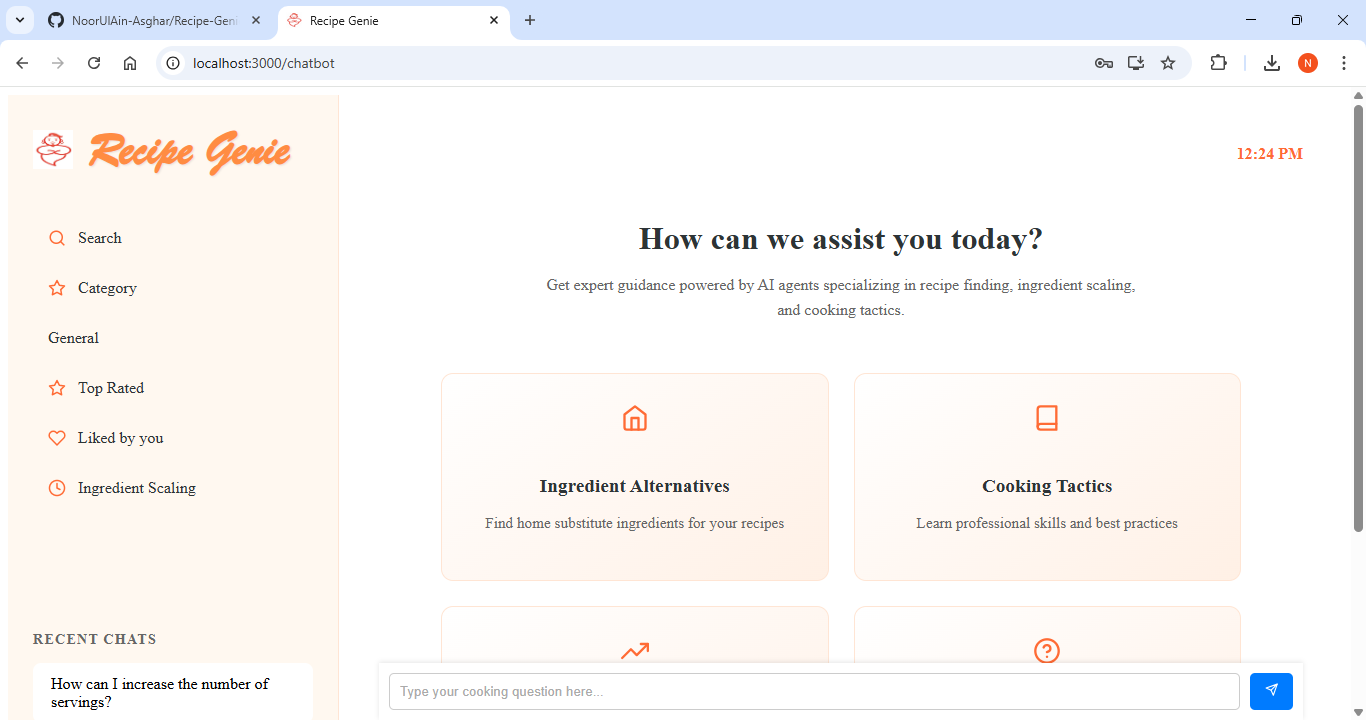 NoorUlAin-Asghar/Recipe-Geni
Recipe Genie
localhost:3000/chatbot
N
Recipe Genie
12:24 PM
Search
Category
General
Top Rated
Liked by you
Ingredient Scaling
RECENT CHATS
How can I increase the number of
servings?
How can we assist you today?
Get expert guidance powered by AI agents specializing in recipe finding, ingredient scaling,
and cooking tactics.
Ingredient Alternatives
Find home substitute ingredients for your recipes
Cooking Tactics
Learn professional skills and best practices
Type your cooking question here...